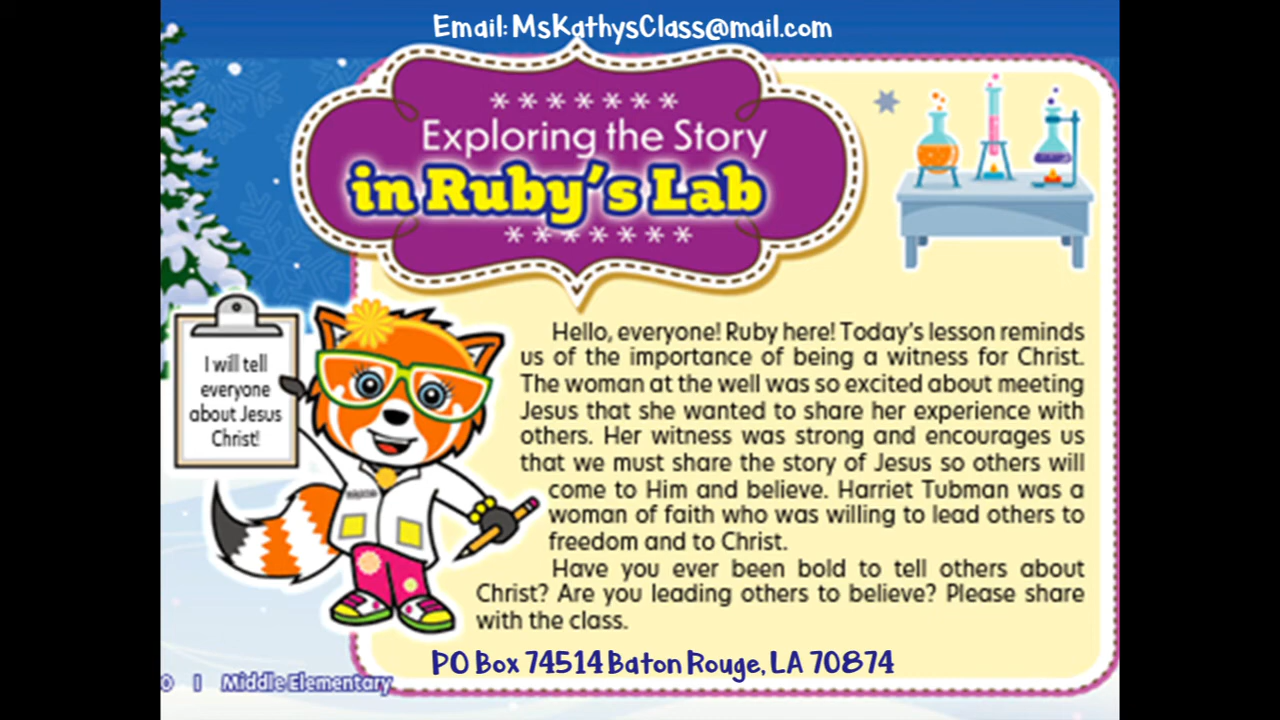 Email: MsKathysClass@mail.com
Exploring the Story
in Ruby's Lab
I will tell
everyone
about Jesus
Christ!
Hello, everyone! Ruby here! Today's lesson reminds
us of the importance of being a witness for Christ.
The woman at the well was so excited about meeting
Jesus that she wanted to share her experience with
others. Her witness was strong and encourages us
that we must share the story of Jesus so others will
come to Him and believe. Harriet Tubman was a
woman of faith who was willing to lead others to
freedom and to Christ.
Have you ever been bold to tell others about
Christ? Are you leading others to believe? Please share
with the class.
PO Box 74514 Baton Rouge, LA 70874
0 | Middle Elementary